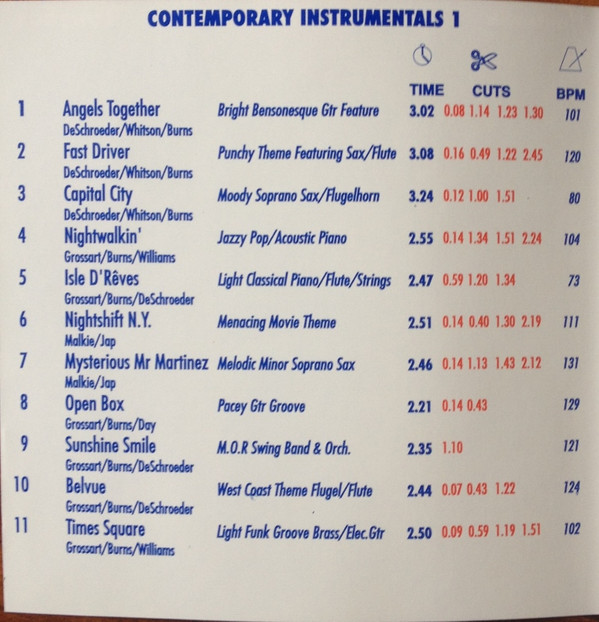 CONTEMPORARY INSTRUMENTALS 1
TIME CUTS BPM
1 Angels Together Bright Bensonesque Gtr Feature 3.02 0.08 1.14 1.23 1.30 101
DeSchroeder/Whitson/Burns
2 Fast Driver Punchy Theme Featuring Sax/Flute 3.08 0.16 0.49 1.22 2.45 120
DeSchroeder/Whitson/Burns
3 Capital City Moody Soprano Sax/Flugelhorn 3.24 0.12 1.00 1.51 80
DeSchroeder/Whitson/Burns
4 Nightwalkin' Jazzy Pop/Acoustic Piano 2.55 0.14 1.34 1.51 2.24 104
Grossart/Burns/Williams
5 Isle D'Rêves Light Classical Piano/Flute/Strings 2.47 0.59 1.20 1.34 73
Grossart/Burns/DeSchroeder
6 Nightshift N.Y. Menacing Movie Theme 2.51 0.14 0.40 1.30 2.19 111
Malkie/Jap
7 Mysterious Mr Martinez Melodic Minor Soprano Sax 2.46 0.14 1.13 1.43 2.12 131
Malkie/Jap
8 Open Box Pacey Gtr Groove 2.21 0.14 0.43 129
Grossart/Burns/Day
9 Sunshine Smile M.O.R Swing Band & Orch. 2.35 1.10 121
Grossart/Burns/DeSchroeder
10 Belvue West Coast Theme Flugel/Flute 2.44 0.07 0.43 1.22 124
Grossart/Burns/DeSchroeder
11 Times Square Light Funk Groove Brass/Elec.Gtr 2.50 0.09 0.59 1.19 1.51 102
Grossart/Burns/Williams